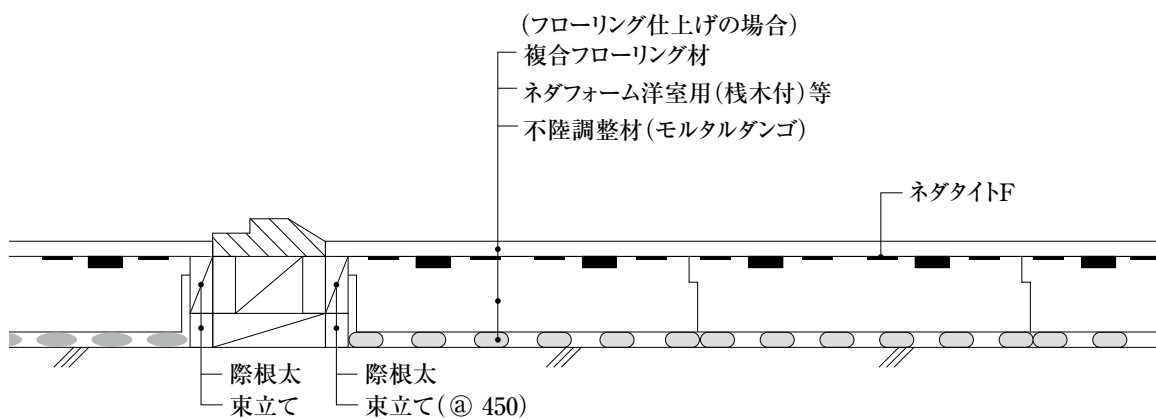 (フローリング仕上げの場合)
複合フローリング材
ネダフォーム洋室用(桟木付)等
不陸調整材(モルタルダンゴ)
ネダタイトF
際根太
束立て
際根太
束立て(@ 450)